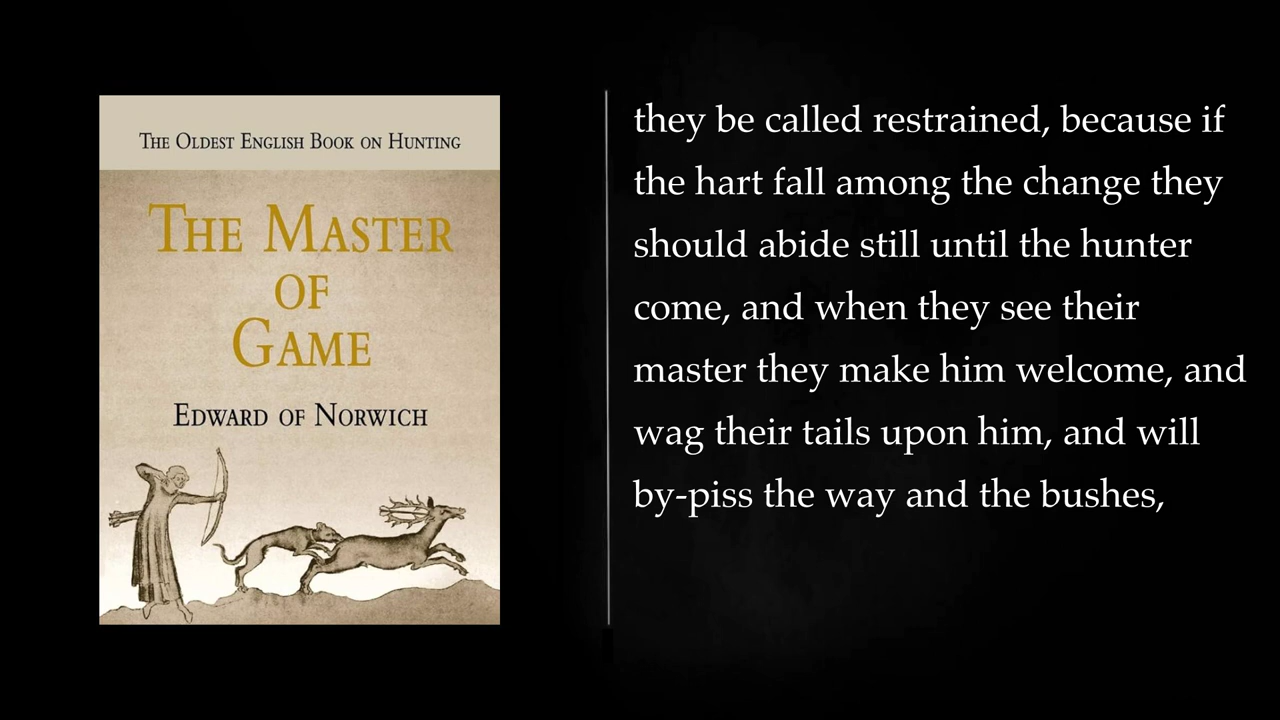 The Oldest English Book on Hunting
The Master
of
Game
Edward of Norwich
they be called restrained, because if
the hart fall among the change they
should abide still until the hunter
come, and when they see their
master they make him welcome, and
wag their tails upon him, and will
by-piss the way and the bushes,